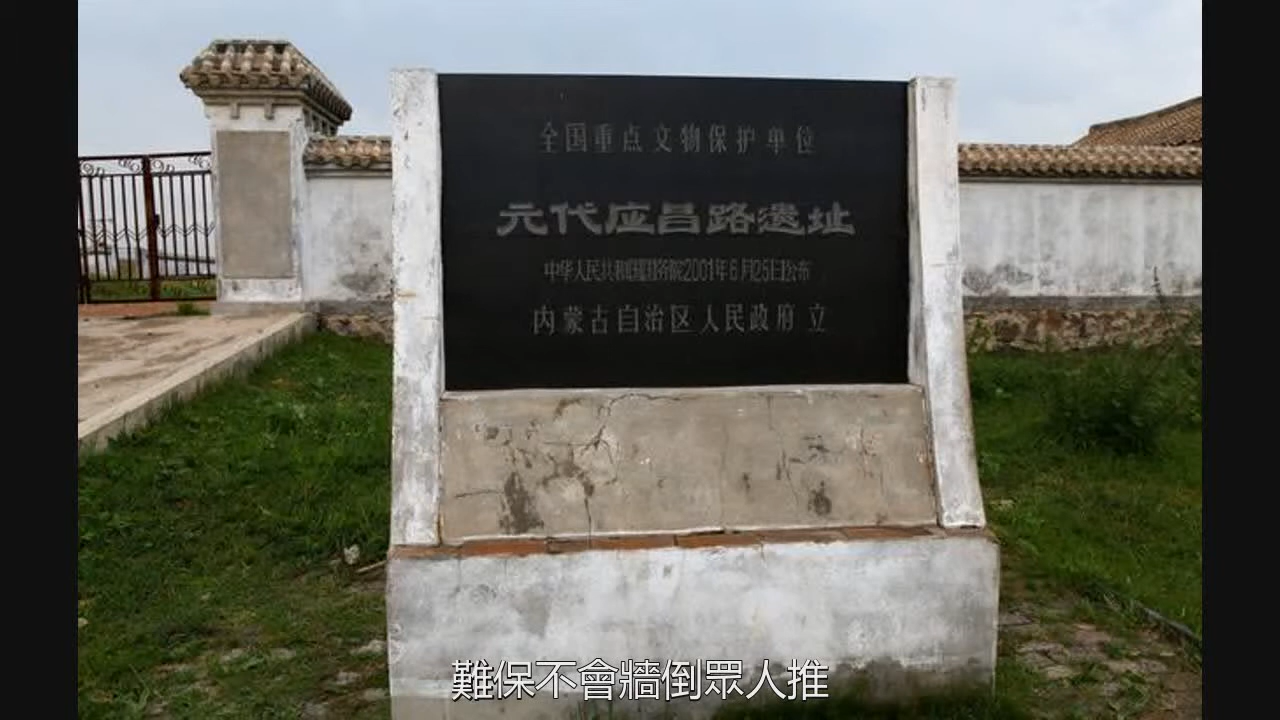 全国重点文物保护单位
元代应昌路遗址
中华人民共和国国务院2001年6月25日公布
内蒙古自治区人民政府 立
難保不會牆倒眾人推